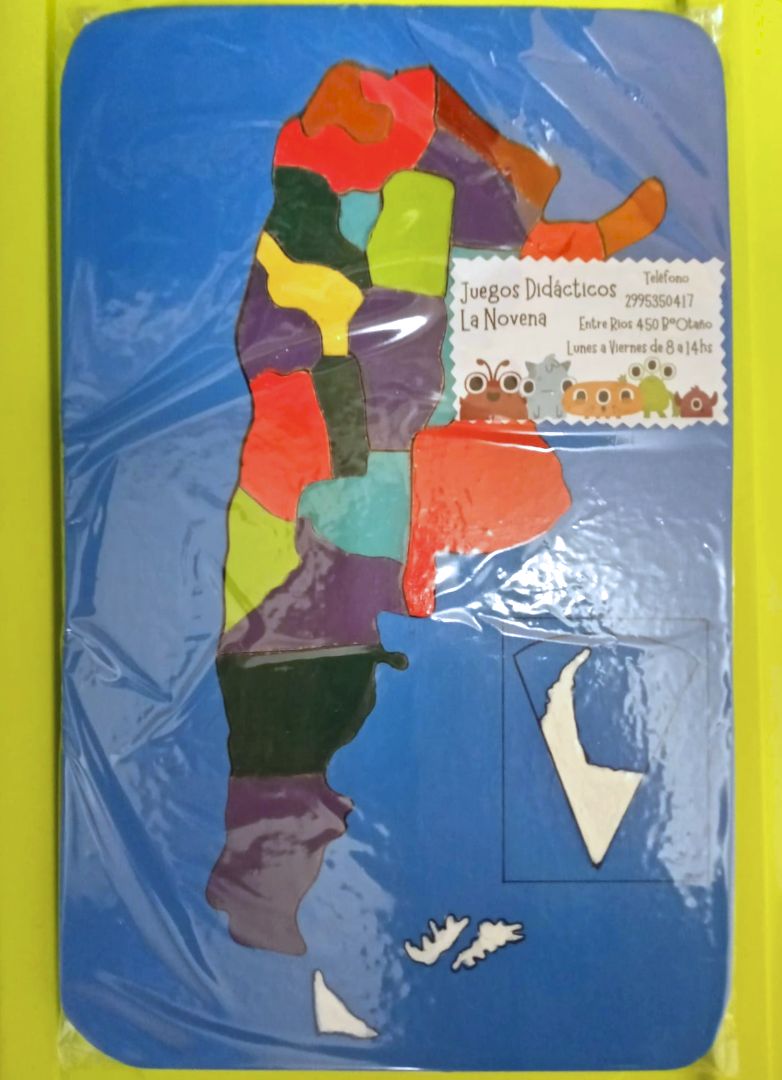 Juegos Didácticos
La Novena
Teléfono
2995350417
Entre Rios 450 BºOtaño
Lunes a Viernes de 8 a 14hs